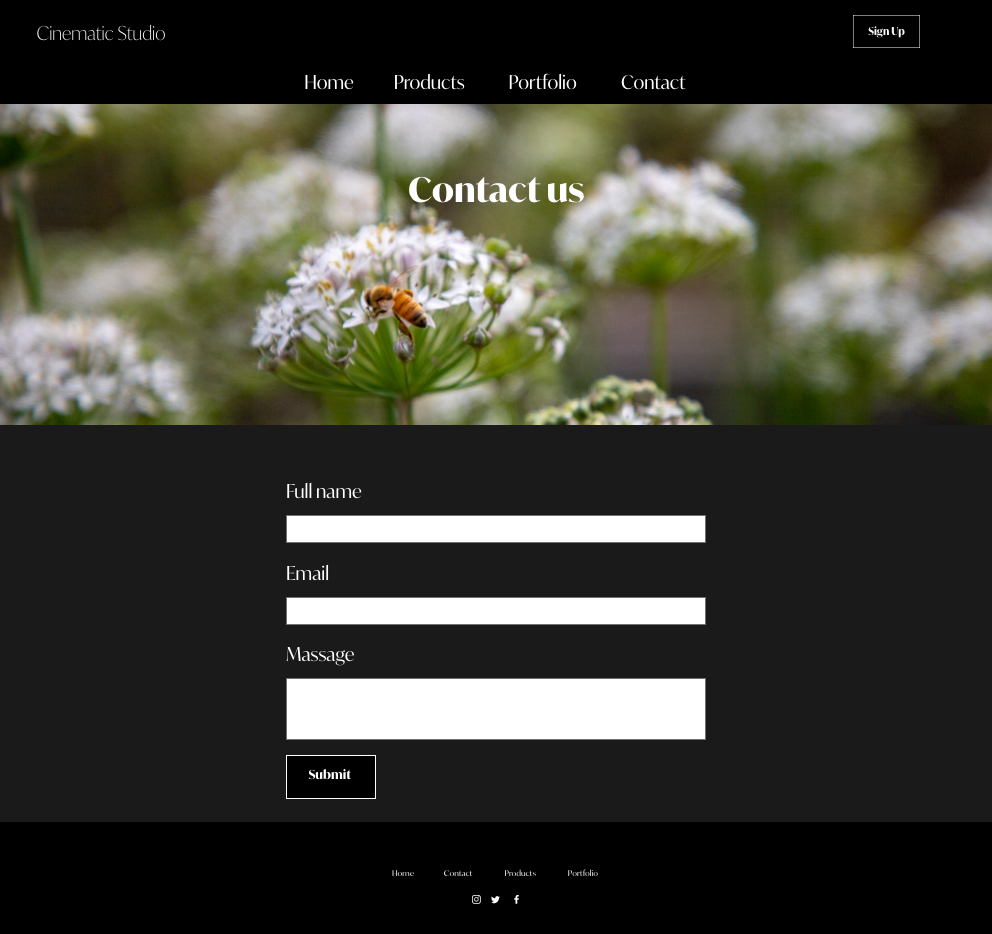 Cinematic Studio
Sign Up
Home Products Portfolio Contact
Contact us
Full name
Email
Massage
Submit
Home Contact Products Portfolio